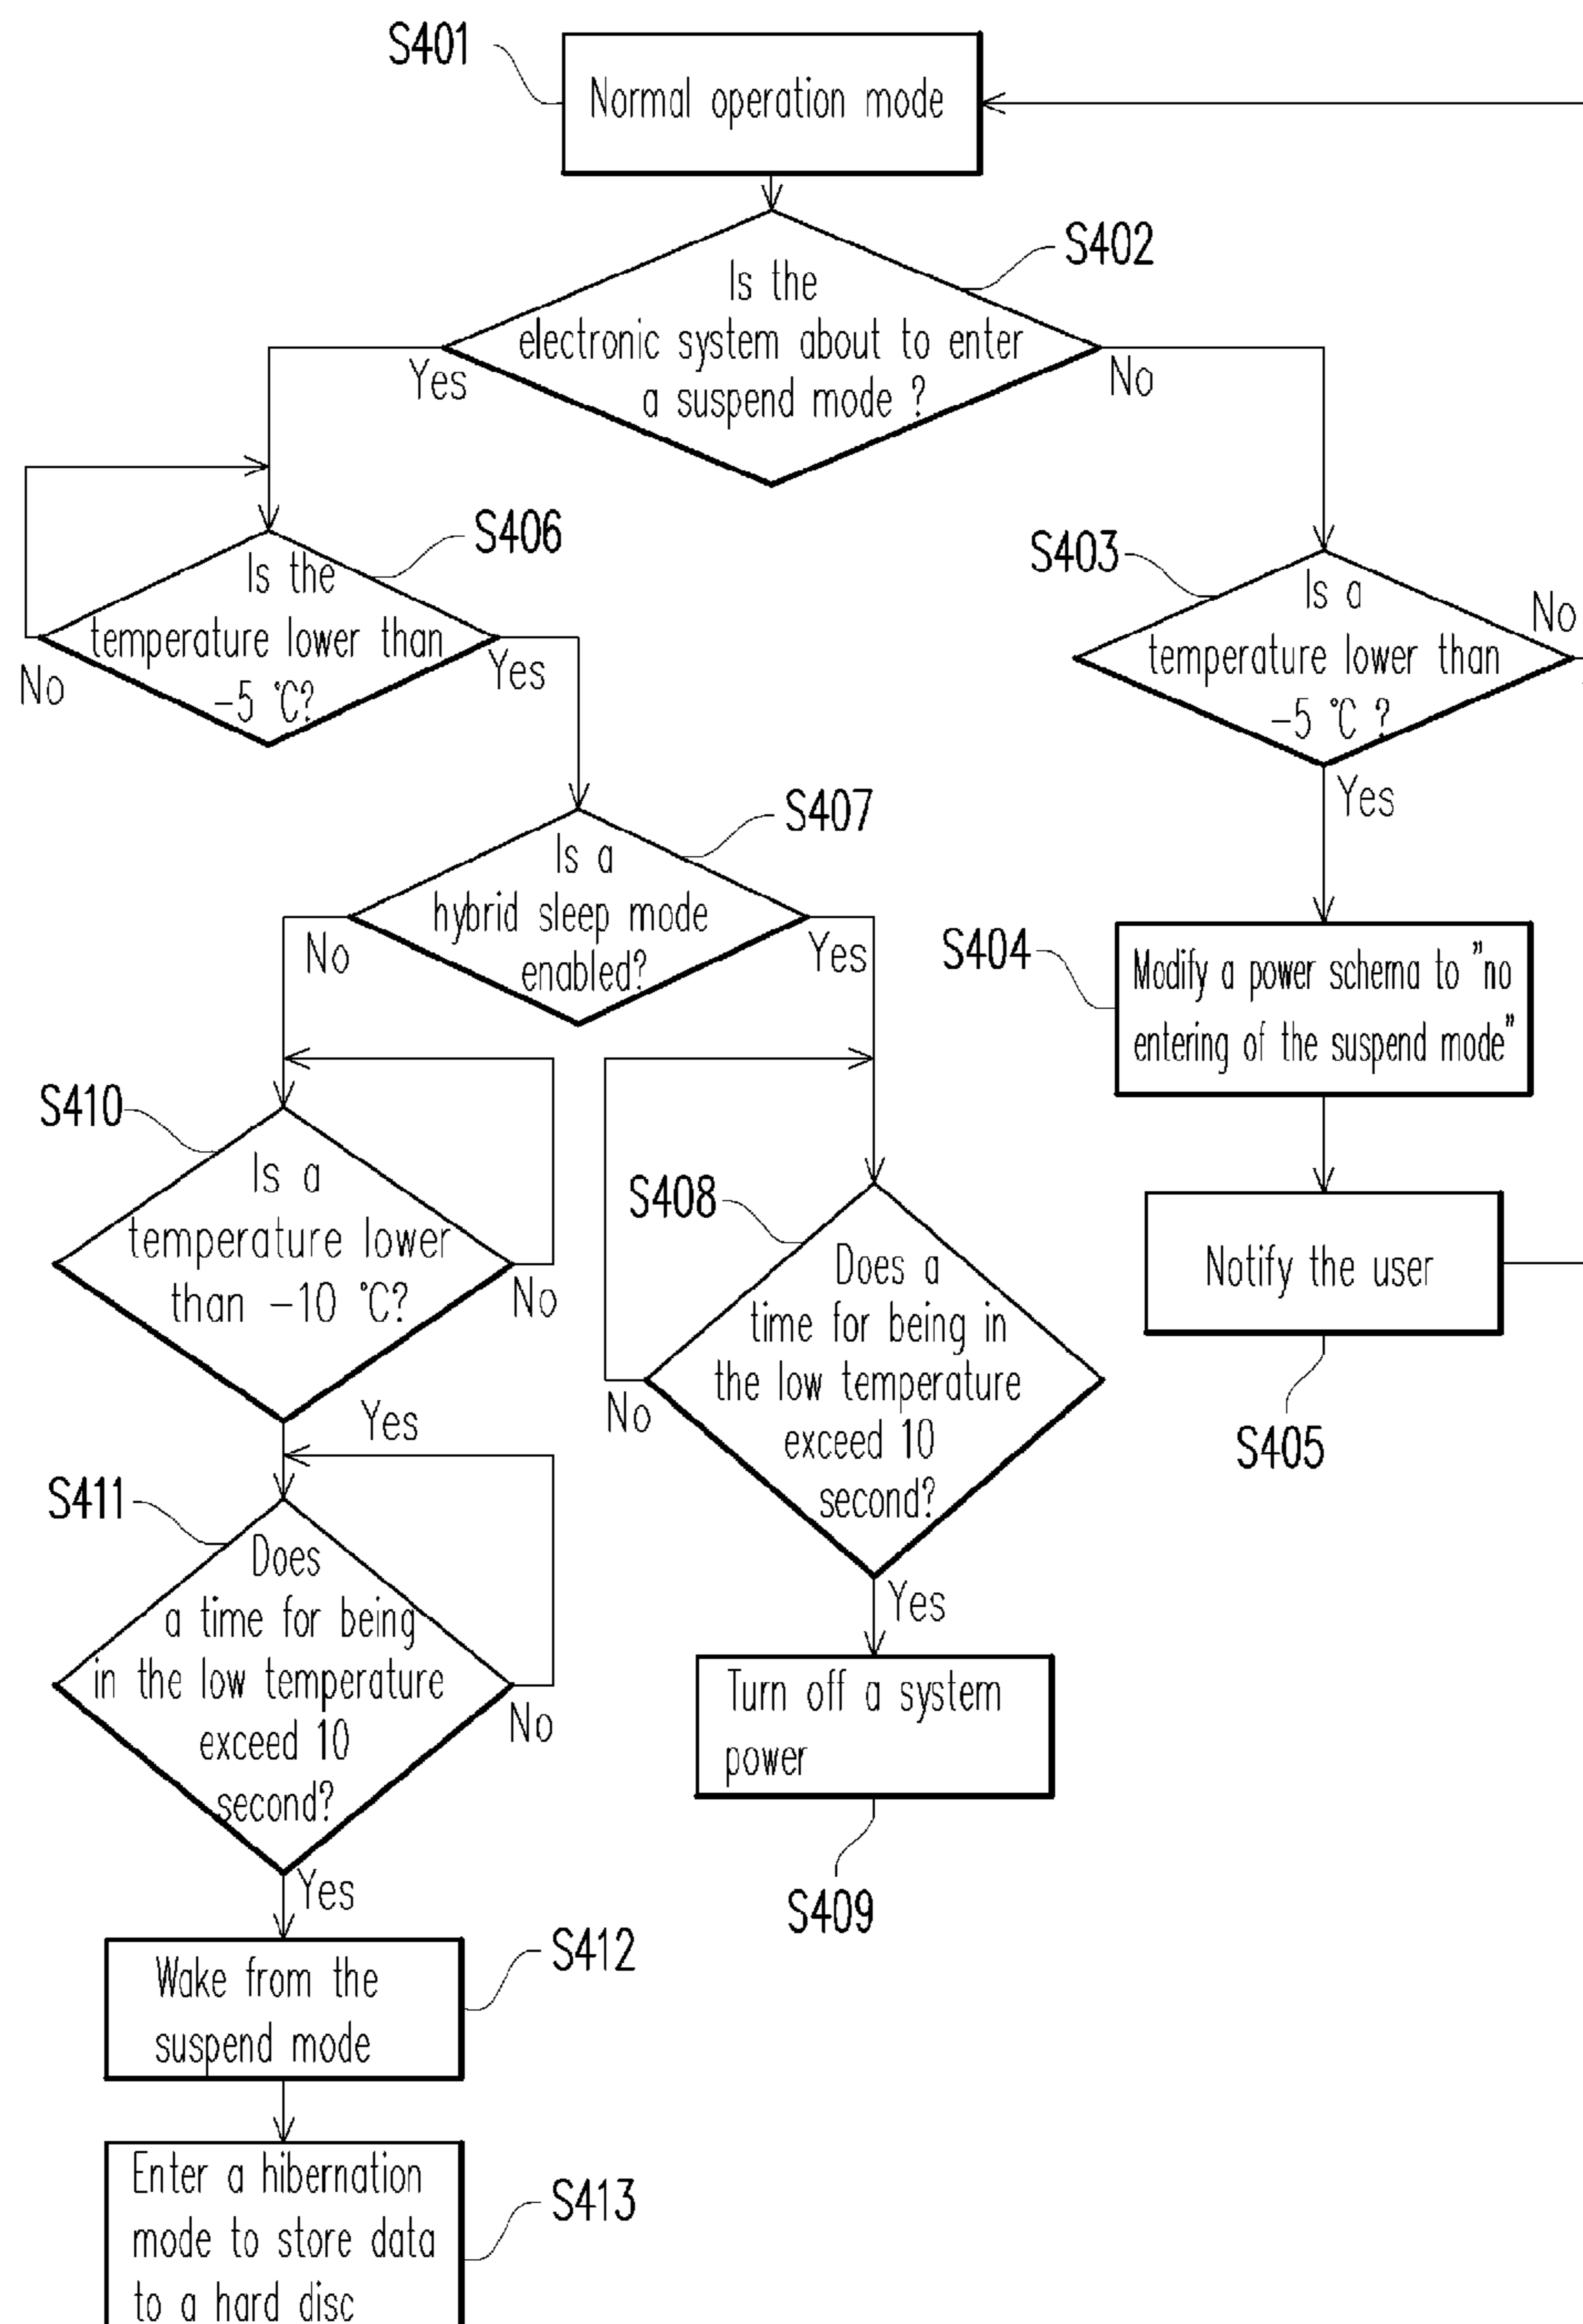 S401
Normal operation mode
S402
Is the
electronic system about to enter
a suspend mode ?
Yes
No
S406
Is the
temperature lower than
-5 °C?
No
Yes
S403
Is a
temperature lower than
-5 °C ?
No
Yes
S407
Is a
hybrid sleep mode
enabled?
No
Yes
S404
Modify a power schema to "no
entering of the suspend mode"
S410
Is a
temperature lower
than -10 °C?
No
Yes
S408
Does a
time for being in
the low temperature
exceed 10
second?
No
Yes
Notify the user
S405
S411
Does
a time for being
in the low temperature
exceed 10
second?
No
Yes
Turn off a system
power
S409
Wake from the
suspend mode
S412
Enter a hibernation
mode to store data
to a hard disc
S413